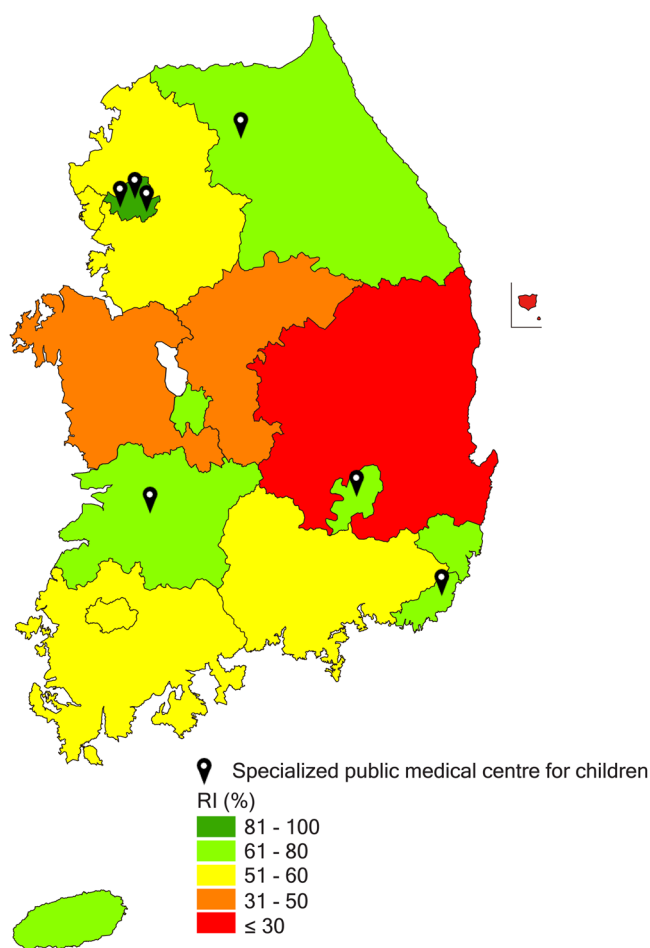 Specialized public medical centre for children
RI (%)
81 - 100
61 - 80
51 - 60
31 - 50
≤ 30